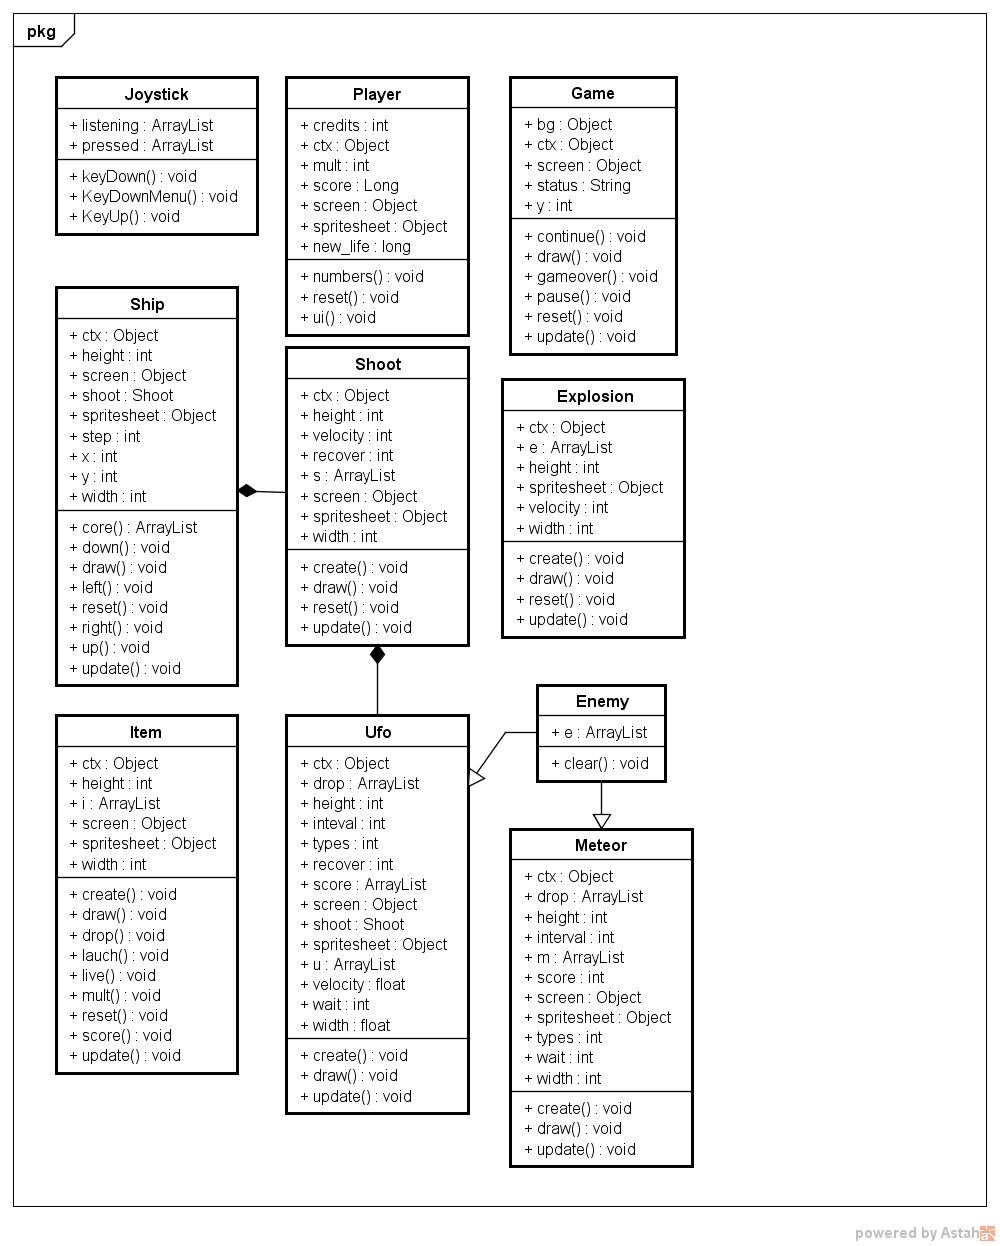 pkg
Joystick
+ listening : ArrayList
+ pressed : ArrayList
+ keyDown() : void
+ KeyDownMenu() : void
+ KeyUp() : void
Player
+ credits : int
+ ctx : Object
+ mult : int
+ score : Long
+ screen : Object
+ spritesheet : Object
+ new_life : long
+ numbers() : void
+ reset() : void
+ ui() : void
Game
+ bg : Object
+ ctx : Object
+ screen : Object
+ status : String
+ y : int
+ continue() : void
+ draw() : void
+ gameover() : void
+ pause() : void
+ reset() : void
+ update() : void
Ship
+ ctx : Object
+ height : int
+ screen : Object
+ shoot : Shoot
+ spritesheet : Object
+ step : int
+ x : int
+ y : int
+ width : int
+ core() : ArrayList
+ down() : void
+ draw() : void
+ left() : void
+ reset() : void
+ right() : void
+ up() : void
+ update() : void
Shoot
+ ctx : Object
+ height : int
+ velocity : int
+ recover : int
+ s : ArrayList
+ screen : Object
+ spritesheet : Object
+ width : int
+ create() : void
+ draw() : void
+ reset() : void
+ update() : void
Explosion
+ ctx : Object
+ e : ArrayList
+ height : int
+ spritesheet : Object
+ velocity : int
+ width : int
+ create() : void
+ draw() : void
+ reset() : void
+ update() : void
Item
+ ctx : Object
+ height : int
+ i : ArrayList
+ screen : Object
+ spritesheet : Object
+ width : int
+ create() : void
+ draw() : void
+ drop() : void
+ lauch() : void
+ live() : void
+ mult() : void
+ reset() : void
+ score() : void
+ update() : void
Ufo
+ ctx : Object
+ drop : ArrayList
+ height : int
+ inteval : int
+ types : int
+ recover : int
+ score : ArrayList
+ screen : Object
+ shoot : Shoot
+ spritesheet : Object
+ u : ArrayList
+ velocity : float
+ wait : int
+ width : float
+ create() : void
+ draw() : void
+ update() : void
Enemy
+ e : ArrayList
+ clear() : void
Meteor
+ ctx : Object
+ drop : ArrayList
+ height : int
+ interval : int
+ m : ArrayList
+ score : int
+ screen : Object
+ spritesheet : Object
+ types : int
+ wait : int
+ width : int
+ create() : void
+ draw() : void
+ update() : void
powered by Astah